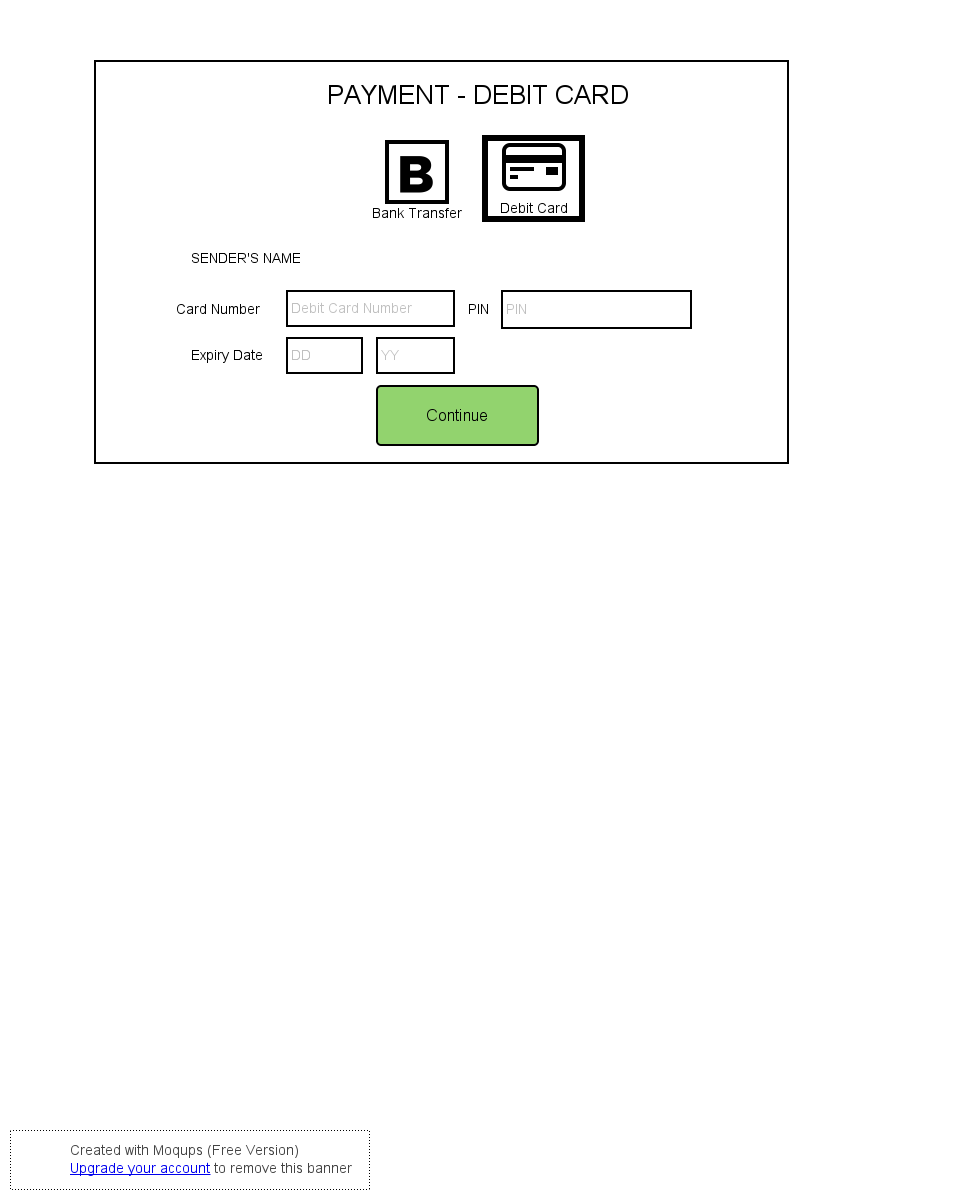 PAYMENT - DEBIT CARD
B
Bank Transfer
Debit Card
SENDER'S NAME
Card Number
Debit Card Number
PIN
PIN
Expiry Date
DD
YY
Continue
Created with Moqups (Free Version)
Upgrade your account to remove this banner